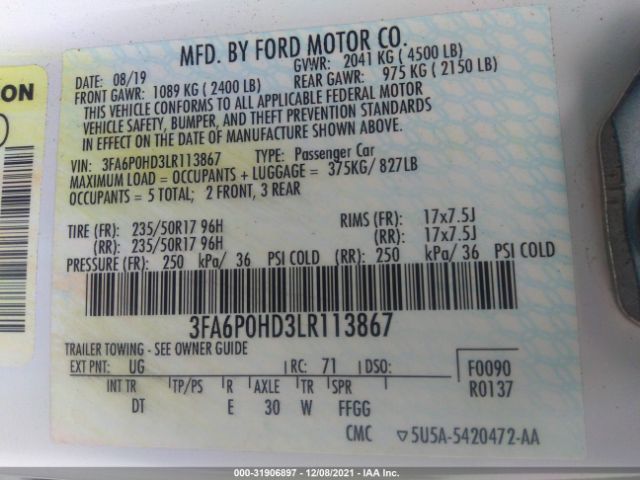 ON
MFD. BY FORD MOTOR CO.
DATE: 08/19 GVWR: 2041 KG ( 4500 LB)
FRONT GAWR: 1089 KG ( 2400 LB) REAR GAWR: 975 KG ( 2150 LB)
THIS VEHICLE CONFORMS TO ALL APPLICABLE FEDERAL MOTOR
VEHICLE SAFETY, BUMPER, AND THEFT PREVENTION STANDARDS
IN EFFECT ON THE DATE OF MANUFACTURE SHOWN ABOVE.
VIN: 3FA6P0HD3LR113867 TYPE: Passenger Car
MAXIMUM LOAD = OCCUPANTS + LUGGAGE = 375KG/ 827LB
OCCUPANTS = 5 TOTAL; 2 FRONT, 3 REAR
TIRE (FR): 235/50R17 96H RIMS (FR): 17x7.5J
(RR): 235/50R17 96H (RR): 17x7.5J
PRESSURE (FR): 250 kPa/ 36 PSI COLD (RR): 250 kPa/ 36 PSI COLD
3FA6P0HD3LR113867
TRAILER TOWING - SEE OWNER GUIDE
EXT PNT: UG RC: 71 DSO: F0090
INT TR TP/PS R AXLE TR SPR R0137
DT E 30 W FFGG
CMC ▽5U5A-5420472-AA
000-31906897 - 12/08/2021 - IAA Inc.